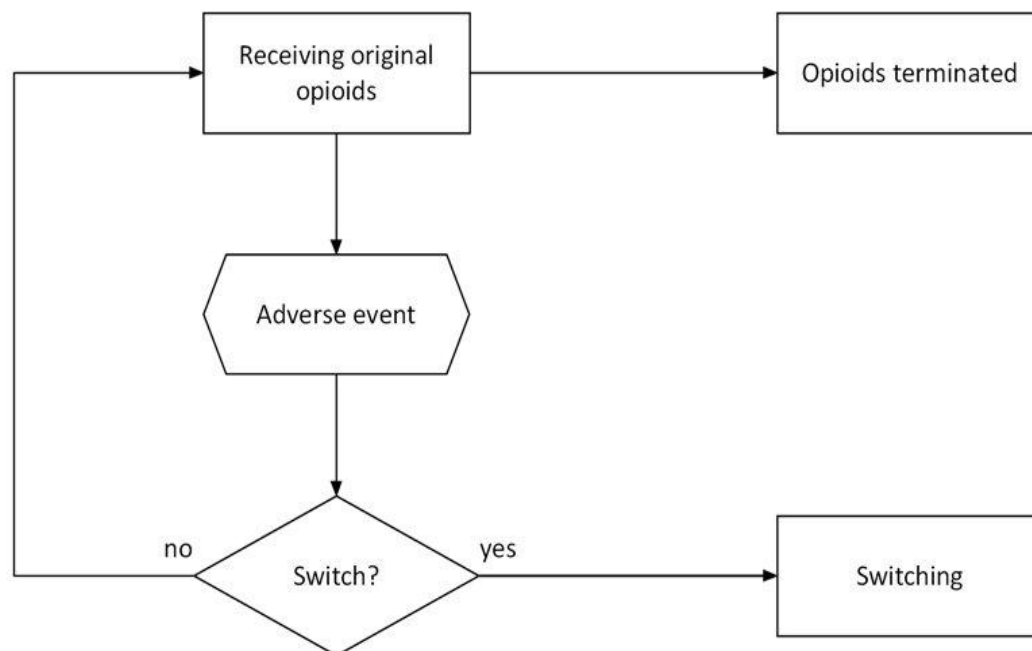 Receiving original
opioids
Opioids terminated
Adverse event
no
Switch?
yes
Switching